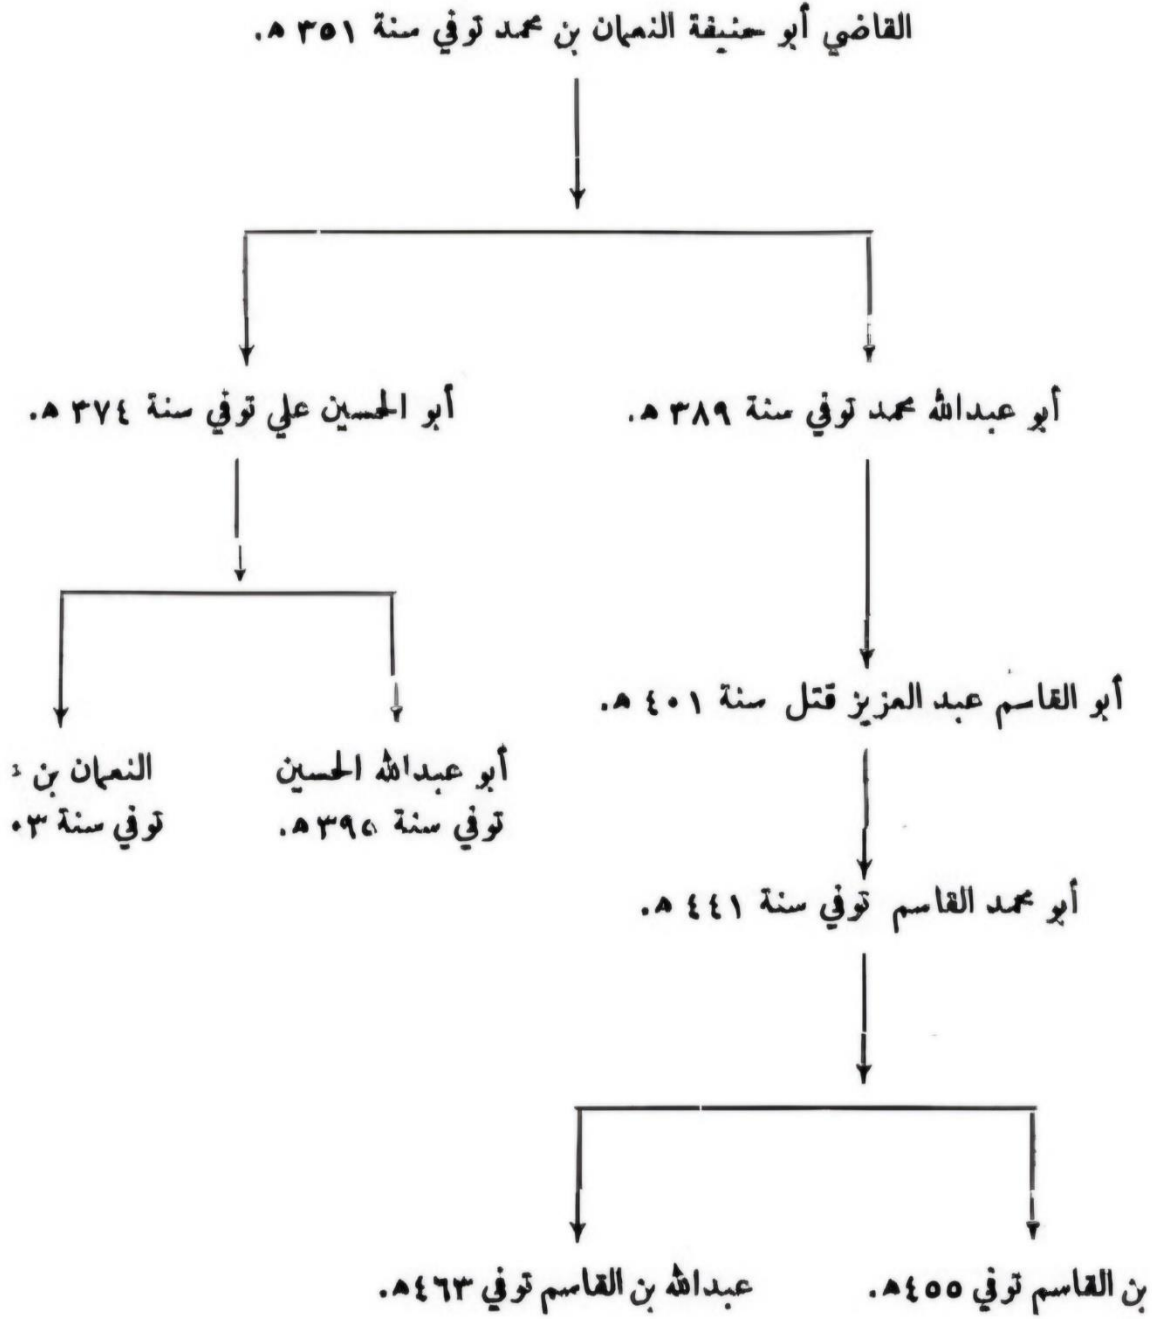 القاضي أبو حنيفة النعمان بن محمد توفي سنة ٣٥١ ه.
أبو عبدالله محمد توفي سنة ٣٨٩ ه.
أبو الحسين علي توفي سنة ٣٧٤ ه.
أبو القاسم عبد العزيز قتل سنة ٤٠١ ه.
أبو عبدالله الحسين
توفي سنة ٣٩٥ ه.
النعمان بن
توفي سنة
أبو محمد القاسم توفي سنة ٤٤١ ه.
بن القاسم توفي ٤٥٥ه.
عبدالله بن القاسم توفي ٤٦٣ه.